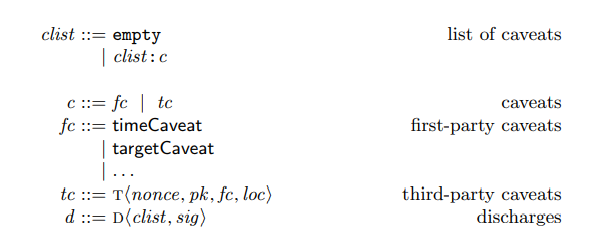 clist ::= empty list of caveats
| clist : c
c ::= fc | tc caveats
fc ::= timeCaveat first-party caveats
| targetCaveat
| ...
tc ::= T⟨nonce, pk, fc, loc⟩ third-party caveats
d ::= D⟨clist, sig⟩ discharges